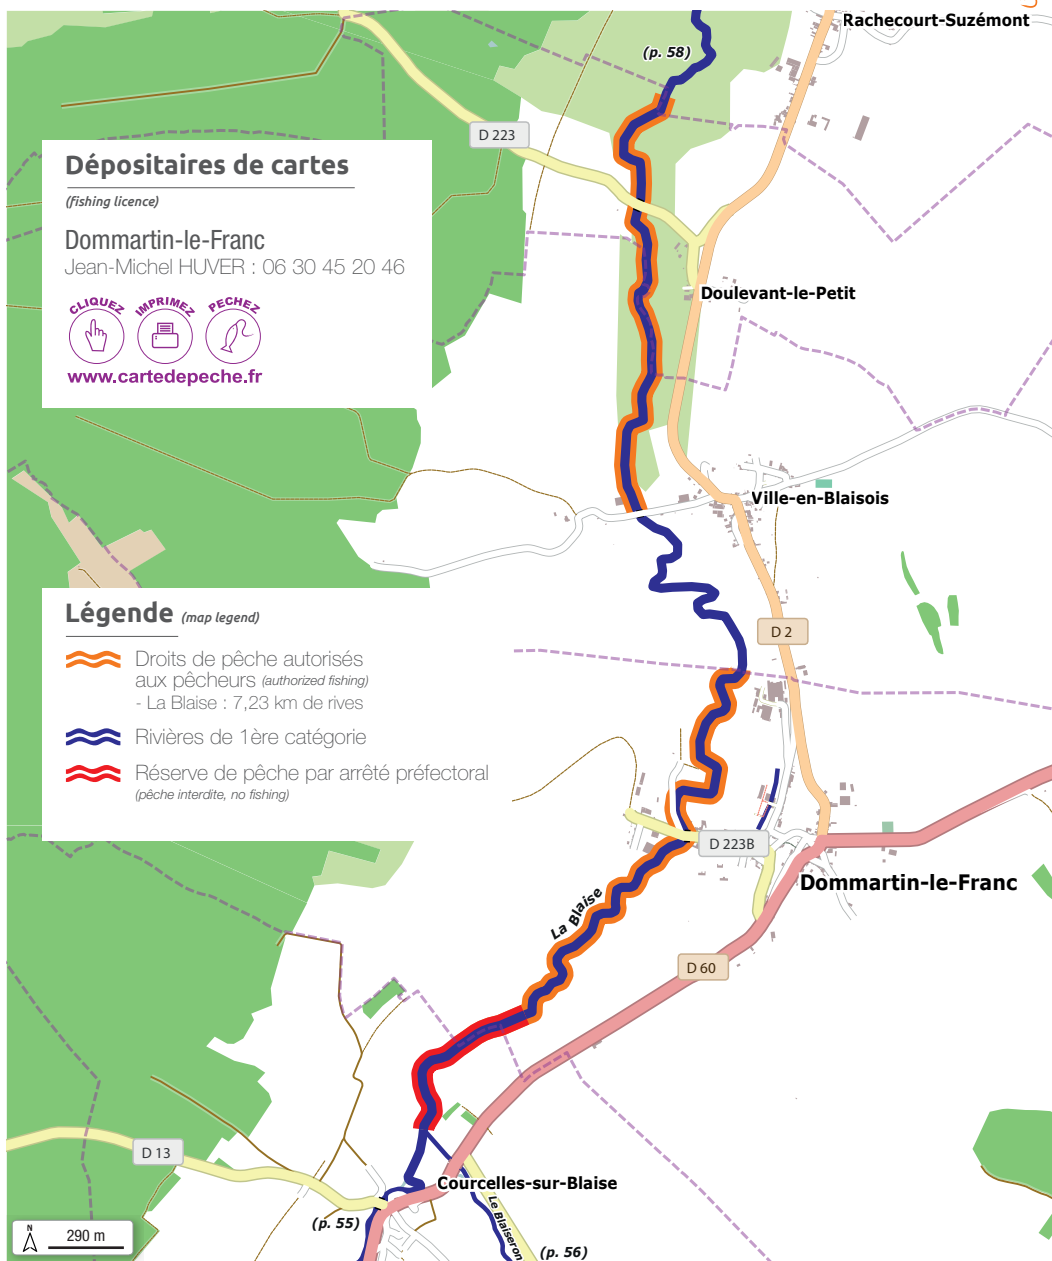 Rachecourt-Suzémont
(p. 58)
D 223
Dépositaires de cartes
(fishing licence)
Dommartin-le-Franc
Jean-Michel HUVER : 06 30 45 20 46
CLIQUEZ IMPRIMEZ PECHEZ
www.cartedepeche.fr
Doulevant-le-Petit
Ville-en-Blaisois
Légende (map legend)
Droits de pêche autorisés
aux pêcheurs (authorized fishing)
- La Blaise : 7,23 km de rives
Rivières de 1ère catégorie
Réserve de pêche par arrêté préfectoral
(pêche interdite, no fishing)
D 2
D 223B
Dommartin-le-Franc
La Blaise
D 60
D 13
Courcelles-sur-Blaise
(p. 55)
Le Blaiseron
(p. 56)
N
290 m